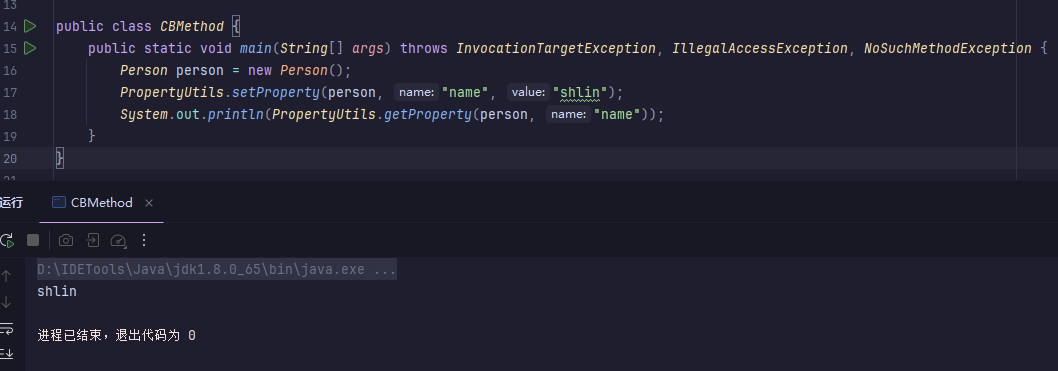 13
14 public class CBMethod {
15 public static void main(String[] args) throws InvocationTargetException, IllegalAccessException, NoSuchMethodException {
16 Person person = new Person();
17 PropertyUtils.setProperty(person, name: "name", value: "shlin");
18 System.out.println(PropertyUtils.getProperty(person, name: "name"));
19 }
20 }
21
运行 CBMethod ×
D:\IDETools\Java\jdk1.8.0_65\bin\java.exe ...
shlin
进程已结束，退出代码为 0